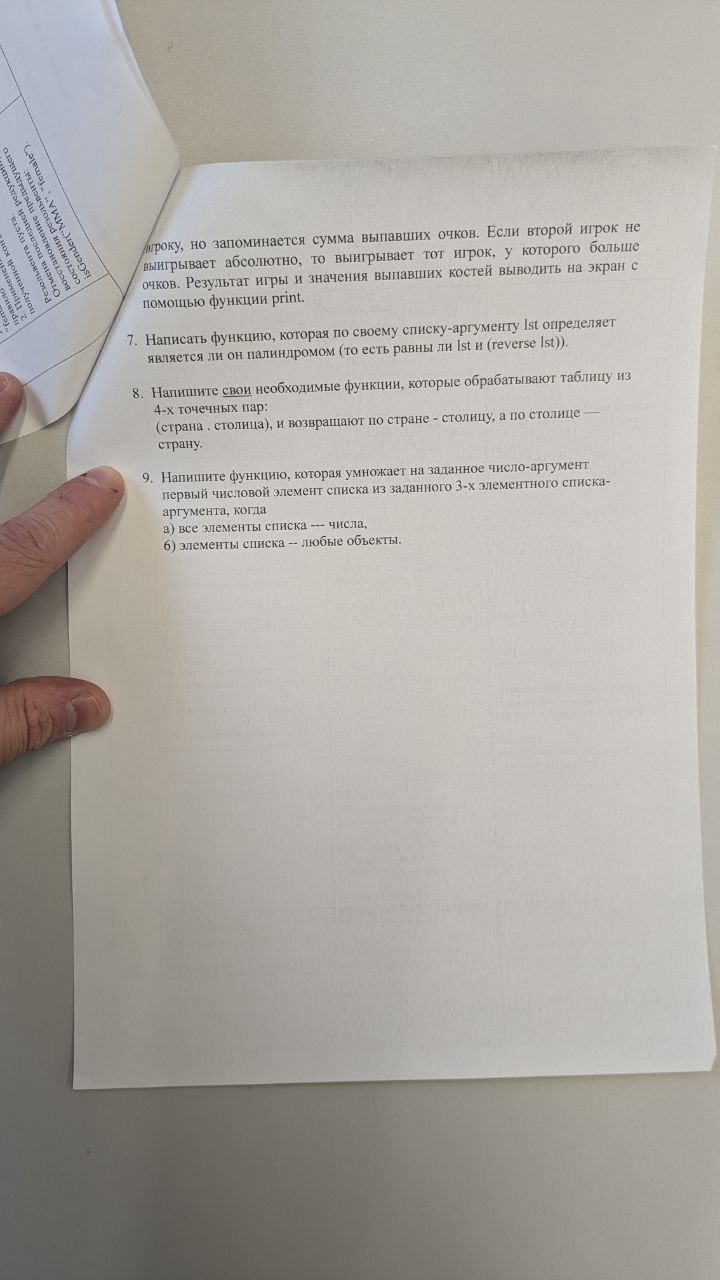 игроку, но запоминается сумма выпавших очков. Если второй игрок не
выигрывает абсолютно, то выигрывает тот игрок, у которого больше
очков. Результат игры и значения выпавших костей выводить на экран с
помощью функции print.
7. Написать функцию, которая по своему списку-аргументу lst определяет
является ли он палиндромом (то есть равны ли lst и (reverse lst)).
8. Напишите свои необходимые функции, которые обрабатывают таблицу из
4-х точечных пар:
(страна . столица), и возвращают по стране - столицу, а по столице —
страну.
9. Напишите функцию, которая умножает на заданное число-аргумент
первый числовой элемент списка из заданного 3-х элементного списка-
аргумента, когда
а) все элементы списка --- числа,
б) элементы списка -- любые объекты.